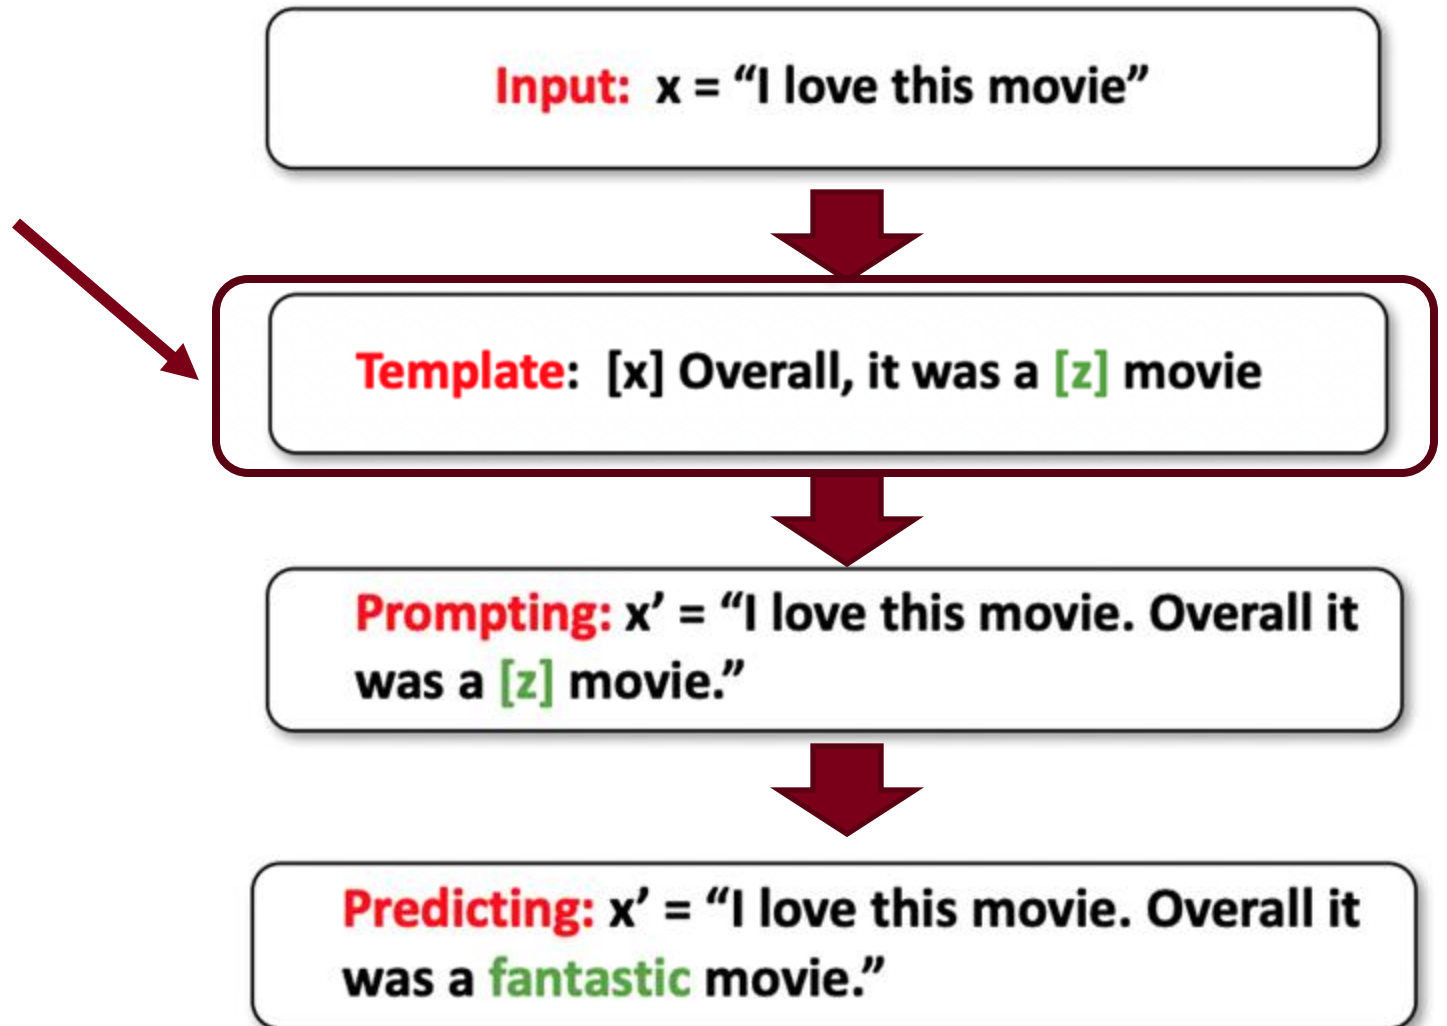 Input: x = “I love this movie”
Template: [x] Overall, it was a [z] movie
Prompting: x’ = “I love this movie. Overall it
was a [z] movie.”
Predicting: x’ = “I love this movie. Overall it
was a fantastic movie.”